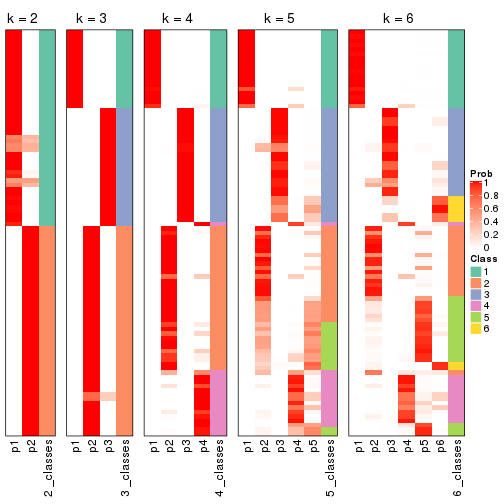 k = 2
k = 3
k = 4
k = 5
k = 6
p1
p2
2_classes
p1
p2
p3
3_classes
p1
p2
p3
p4
4_classes
p1
p2
p3
p4
p5
5_classes
p1
p2
p3
p4
p5
p6
6_classes
Prob
1
0.8
0.6
0.4
0.2
0
Class
1
2
3
4
5
6